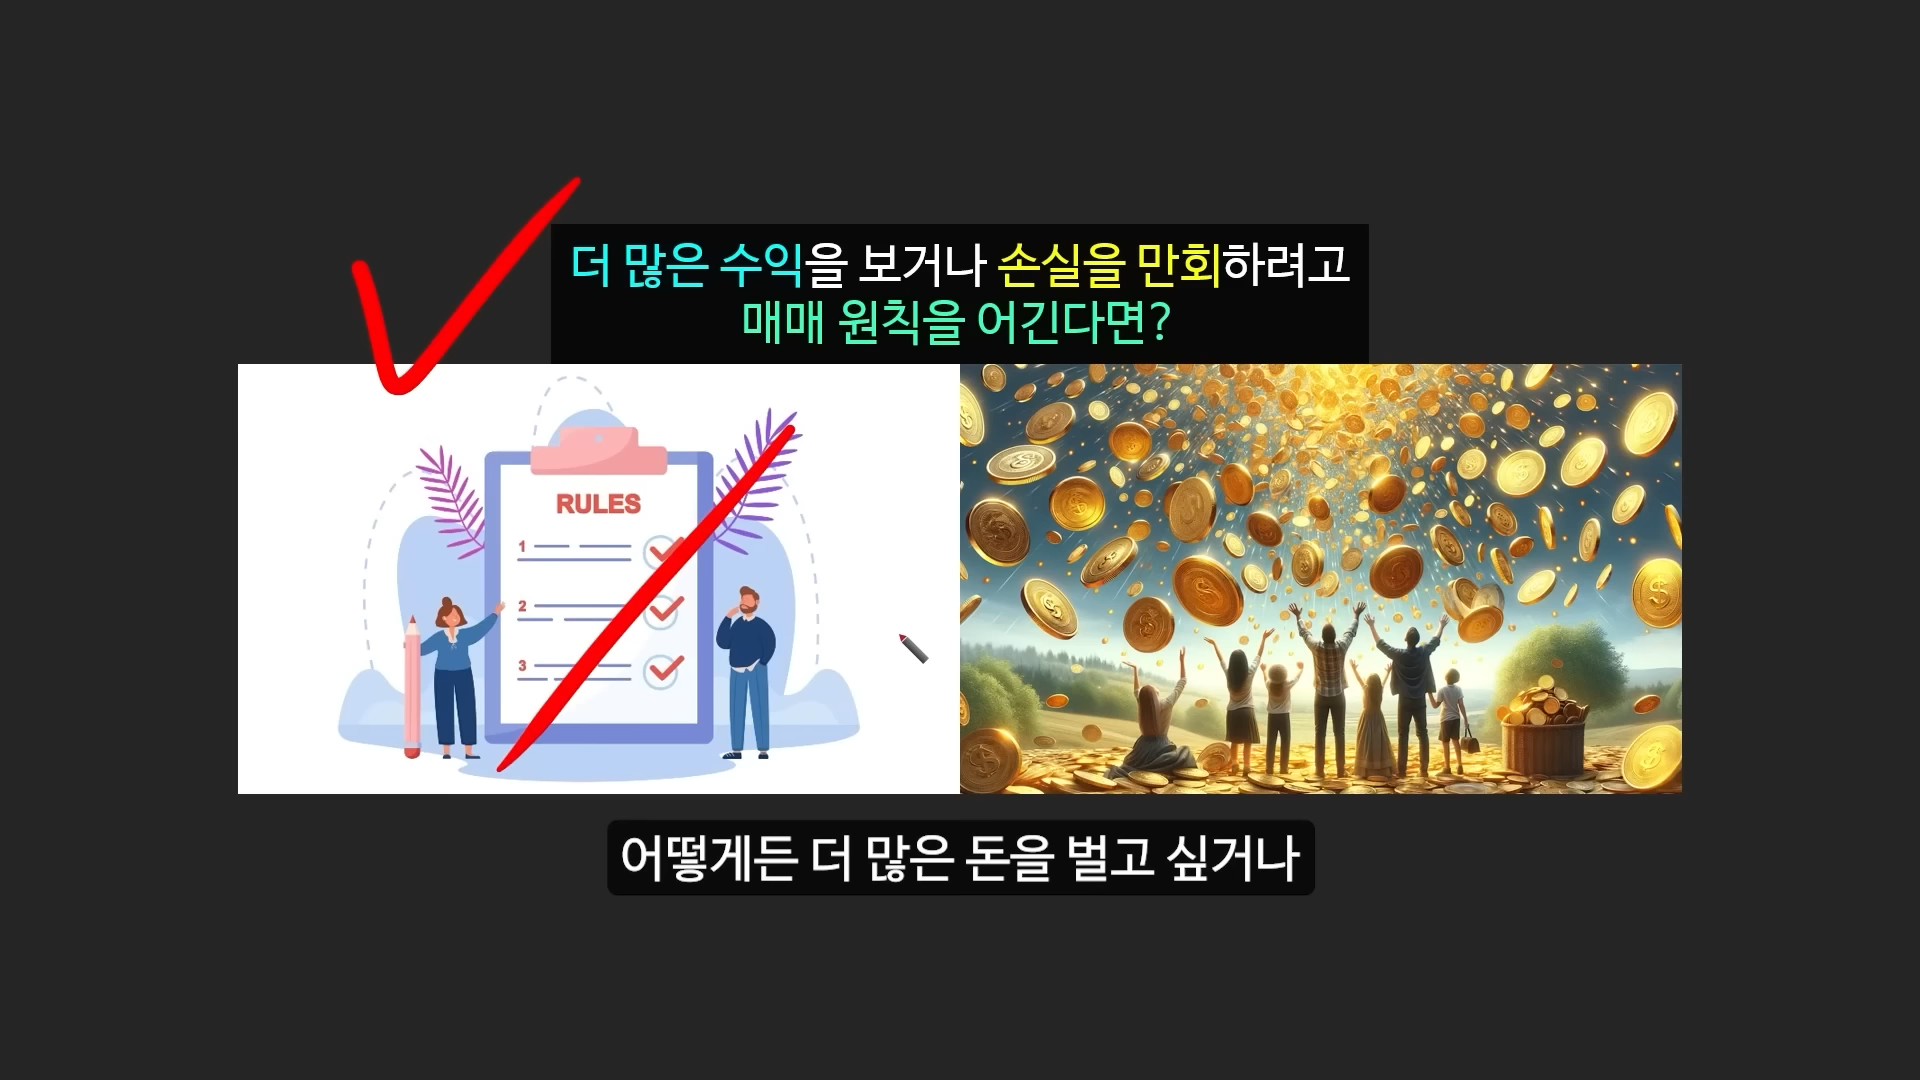 더 많은 수익을 보거나 손실을 만회하려고
매매 원칙을 어긴다면?
RULES
1
2
3
어떻게든 더 많은 돈을 벌고 싶거나